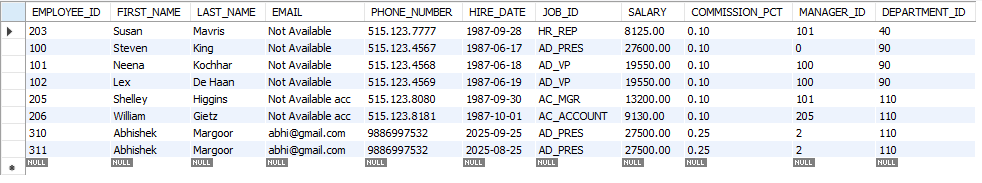 EMPLOYEE_ID FIRST_NAME LAST_NAME EMAIL PHONE_NUMBER HIRE_DATE JOB_ID SALARY COMMISSION_PCT MANAGER_ID DEPARTMENT_ID
203 Susan Mavris Not Available 515.123.7777 1987-09-28 HR_REP 8125.00 0.10 101 40
100 Steven King Not Available 515.123.4567 1987-06-17 AD_PRES 27600.00 0.10 0 90
101 Neena Kochhar Not Available 515.123.4568 1987-06-18 AD_VP 19550.00 0.10 100 90
102 Lex De Haan Not Available 515.123.4569 1987-06-19 AD_VP 19550.00 0.10 100 90
205 Shelley Higgins Not Available acc 515.123.8080 1987-09-30 AC_MGR 13200.00 0.10 101 110
206 William Gietz Not Available acc 515.123.8181 1987-10-01 AC_ACCOUNT 9130.00 0.10 205 110
310 Abhishek Margoor abhi@gmail.com 9886997532 2025-09-25 AD_PRES 27500.00 0.25 2 110
311 Abhishek Margoor abhi@gmail.com 9886997532 2025-08-25 AD_PRES 27500.00 0.25 2 110
NULL NULL NULL NULL NULL NULL NULL NULL NULL NULL NULL